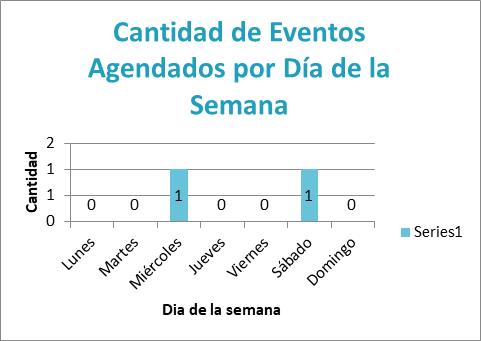 Cantidad de Eventos
Agendados por Día de la
Semana
Cantidad
2
1
1
0
0
0
1
0
0
1
0
Lunes
Martes
Miércoles
Jueves
Viernes
Sábado
Domingo
Series1
Dia de la semana